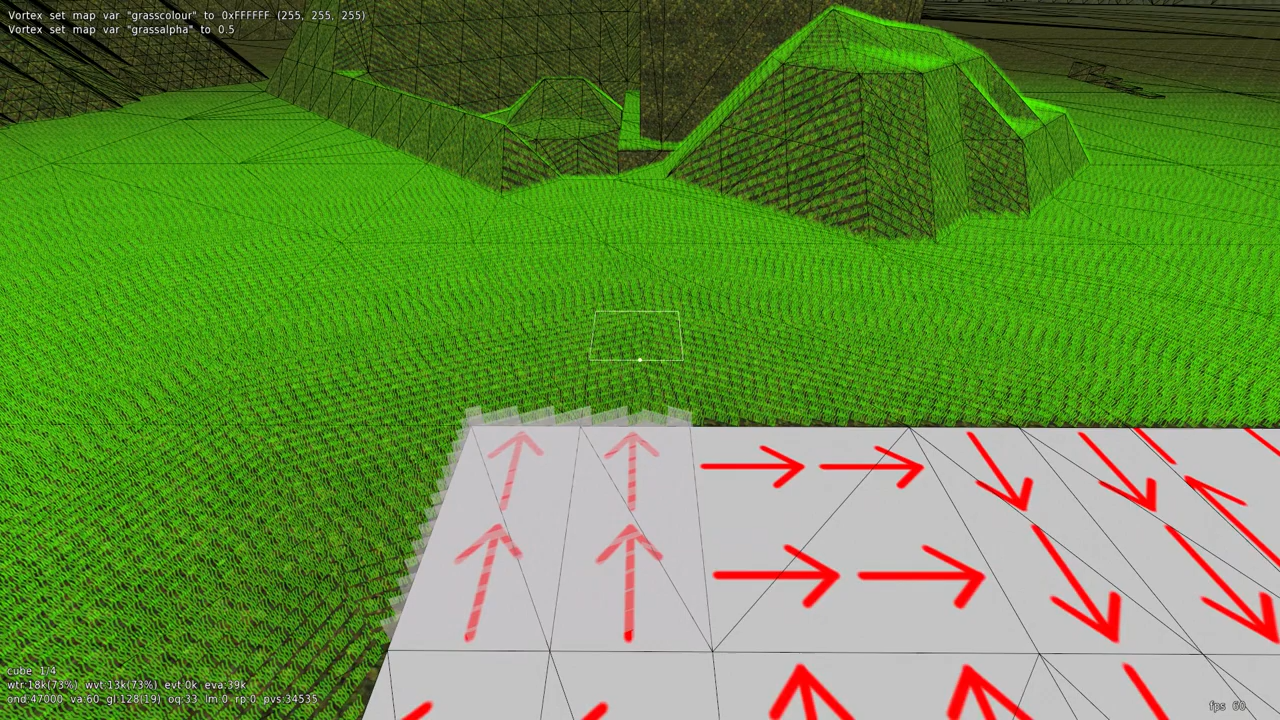 Vortex set map var "grasscolour" to 0xFFFFFF (255, 255, 255)
Vortex set map var "grassalpha" to 0.5
cube 1/4
wtr:18k(73%) wvt:13k(73%) evt:0k eva:39k
ond:47000 va:60 gl:128(19) oq:33 lm:0 rp:0 pvs:34535
fps 60